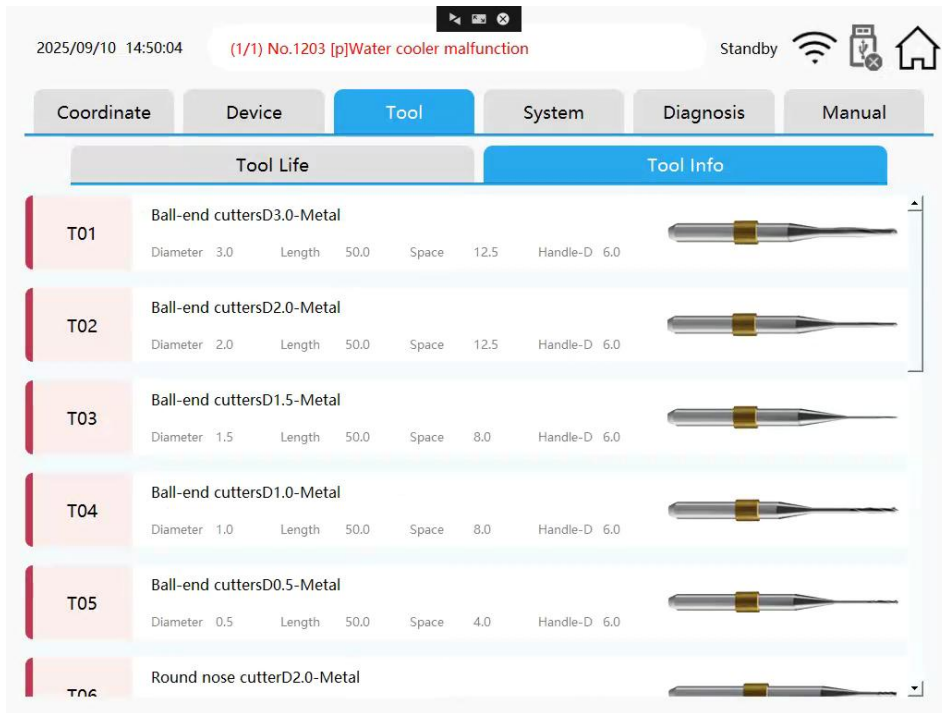 2025/09/10 14:50:04 (1/1) No.1203 [p]Water cooler malfunction Standby
Coordinate Device Tool System Diagnosis Manual
Tool Life Tool Info
T01
Ball-end cuttersD3.0-Metal
Diameter 3.0 Length 50.0 Space 12.5 Handle-D 6.0
T02
Ball-end cuttersD2.0-Metal
Diameter 2.0 Length 50.0 Space 12.5 Handle-D 6.0
T03
Ball-end cuttersD1.5-Metal
Diameter 1.5 Length 50.0 Space 8.0 Handle-D 6.0
T04
Ball-end cuttersD1.0-Metal
Diameter 1.0 Length 50.0 Space 8.0 Handle-D 6.0
T05
Ball-end cuttersD0.5-Metal
Diameter 0.5 Length 50.0 Space 4.0 Handle-D 6.0
T06
Round nose cutterD2.0-Metal